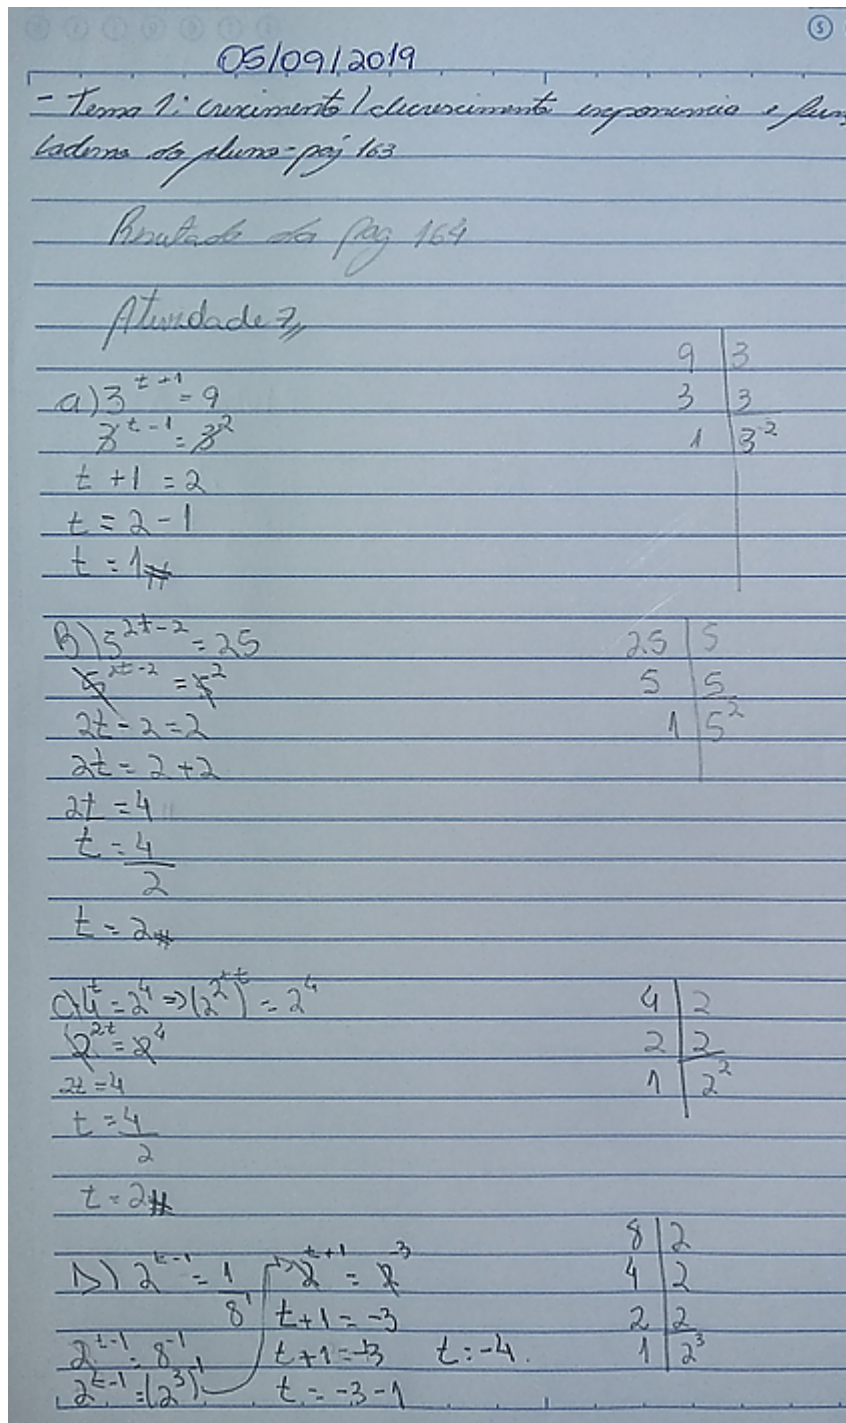 05/09/2019
- Tema 1: crescimento / decrescimento exponencia e fun
Caderno do aluno - pág 163
Resultado da pag 164
Atividade 7
a) 3^{t+1} = 9
3^{t-1} = 3^2
t + 1 = 2
t = 2 - 1
t = 1
9 | 3
3 | 3
1 | 3^2
B) 5^{2t-2} = 25
5^{2t-2} = 5^2
2t - 2 = 2
2t = 2 + 2
2t = 4
t = 4/2
t = 2
25 | 5
5 | 5
1 | 5^2
C) 4^t = 2^4 => (2^{2t})^t = 2^4
2^{2t} = 2^4
2t = 4
t = 4/2
t = 2
4 | 2
2 | 2
1 | 2^2
D) 2^{t-1} = 1/8^1
2^{t-1} = 8^{-1}
2^{t-1} = (2^3)^1
2^{t+1} = 2^{-3}
t + 1 = -3
t + 1 = -3 t = -4.
t = -3 - 1
8 | 2
4 | 2
2 | 2
1 | 2^3